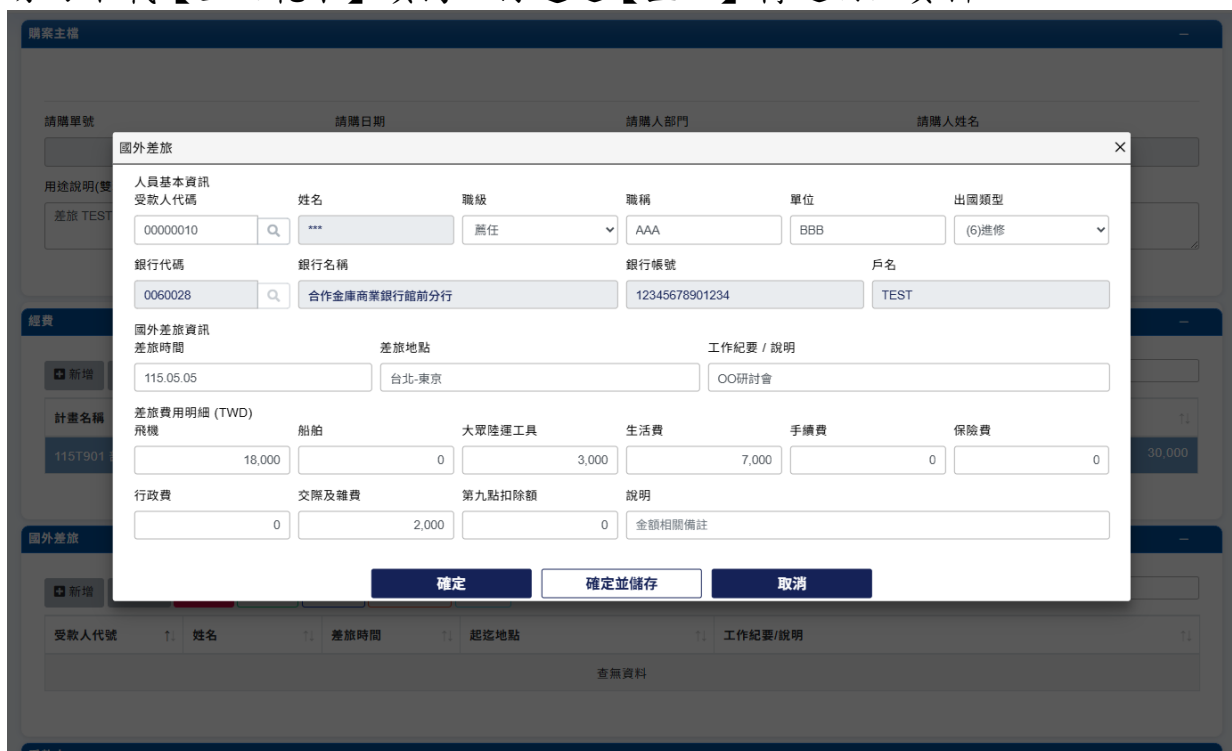 購案主檔
請購單號 請購日期 請購人部門 請購人姓名
國外差旅
用途說明(雙
差旅 TEST
人員基本資訊
受款人代碼 姓名 職級 職稱 單位 出國類型
00000010 *** 薦任 AAA BBB (6)進修
銀行代碼 銀行名稱 銀行帳號 戶名
0060028 合作金庫商業銀行館前分行 12345678901234 TEST
國外差旅資訊
差旅時間 差旅地點 工作紀要 / 說明
115.05.05 台北-東京 OO研討會
經費
新增
計畫名稱
115T901 30,000
差旅費用明細 (TWD)
飛機 船舶 大眾陸運工具 生活費 手續費 保險費
18,000 0 3,000 7,000 0 0
行政費 交際及雜費 第九點扣除額 說明
0 2,000 0 金額相關備註
確定 確定並儲存 取消
國外差旅
新增
受款人代號 姓名 差旅時間 起迄地點 工作紀要/說明
查無資料